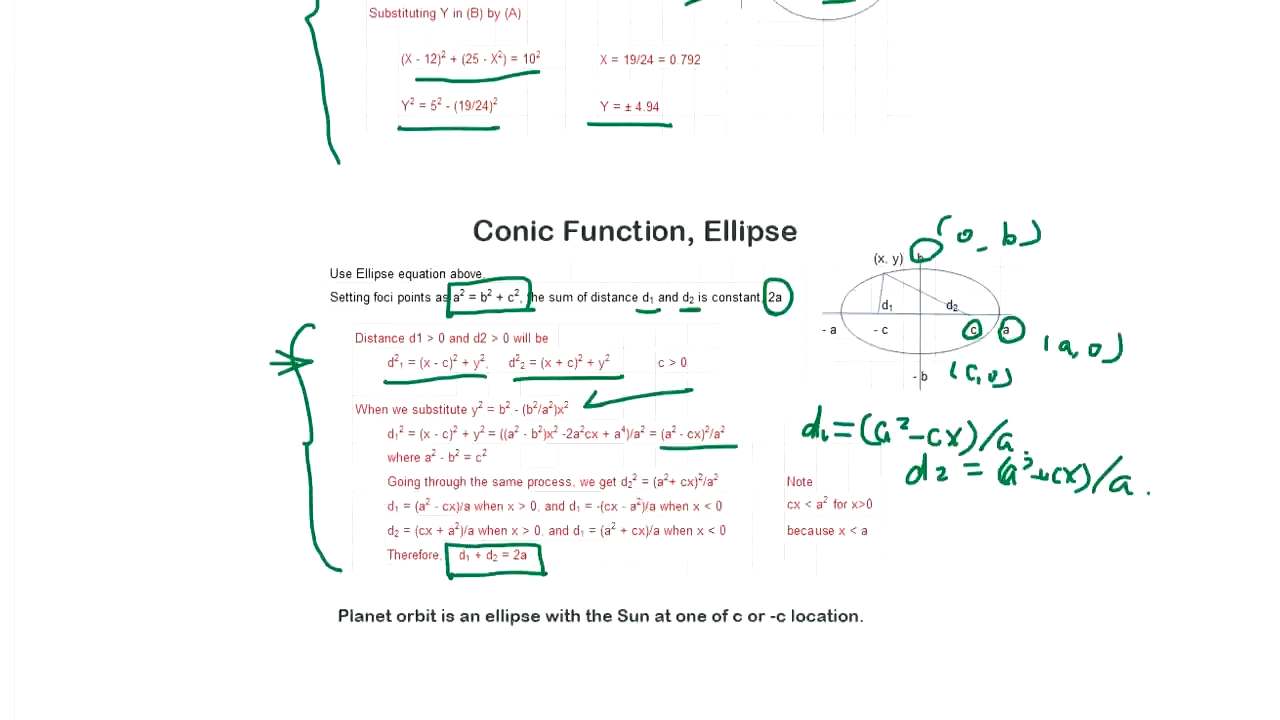 Substituting Y in (B) by (A)
(X - 12)² + (25 - X²) = 10² X = 19/24 = 0 792
Y² = 5² - (19/24)² Y = ± 4.94
Conic Function, Ellipse
(0, b)
(x, y) b
Use Ellipse equation above.
Setting foci points as a² = b² + c², the sum of distance d₁ and d₂ is constant, 2a
d₁ d₂
- a - c c a
(a, 0)
- b (c, 0)
Distance d1 > 0 and d2 > 0 will be
d²₁ = (x - c)² + y², d²₂ = (x + c)² + y² c > 0
When we substitute y² = b² - (b²/a²)x²
d₁² = (x - c)² + y² = ((a² - b²)x² -2a²cx + a⁴)/a² = (a² - cx)²/a²
where a² - b² = c²
d₁ = (a² - cx)/a.
d2 = (a² + cx)/a.
Going through the same process, we get d₂² = (a²+ cx)²/a² Note
d₁ = (a² - cx)/a when x > 0, and d₁ = -(cx - a²)/a when x < 0 cx < a² for x>0
d₂ = (cx + a²)/a when x > 0, and d₁ = (a² + cx)/a when x < 0 because x < a
Therefore, d₁ + d₂ = 2a
Planet orbit is an ellipse with the Sun at one of c or -c location.